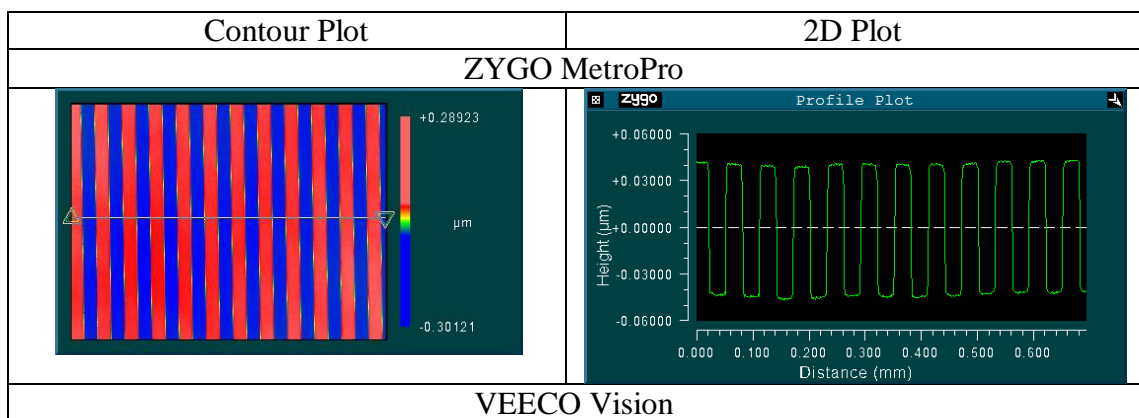 Contour Plot 2D Plot
ZYGO MetroPro
+0.28923
µm
-0.30121
zygo Profile Plot
+0.06000
+0.03000
+0.00000
-0.03000
-0.06000
Height (µm)
0.000 0.100 0.200 0.300 0.400 0.500 0.600
Distance (mm)
VEECO Vision